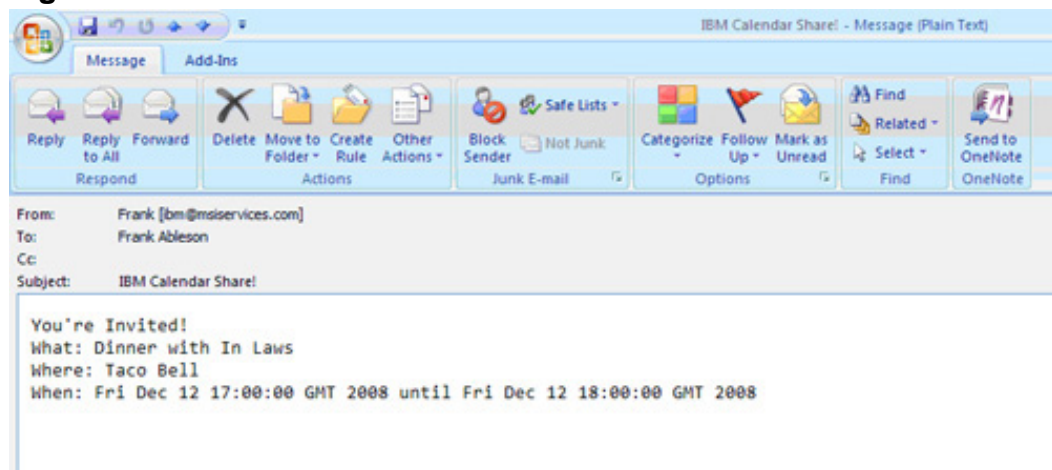 IBM Calendar Share! - Message (Plain Text)
Message Add-Ins
Reply Reply to All Forward Delete Move to Folder Create Rule Other Actions Block Sender Safe Lists Not Junk Categorize Follow Up Mark as Unread Find Related Select Send to OneNote
Respond Actions Junk E-mail Options Find OneNote
From: Frank [ibm@msiservices.com]
To: Frank Ableson
Cc:
Subject: IBM Calendar Share!
You're Invited!
What: Dinner with In Laws
Where: Taco Bell
When: Fri Dec 12 17:00:00 GMT 2008 until Fri Dec 12 18:00:00 GMT 2008